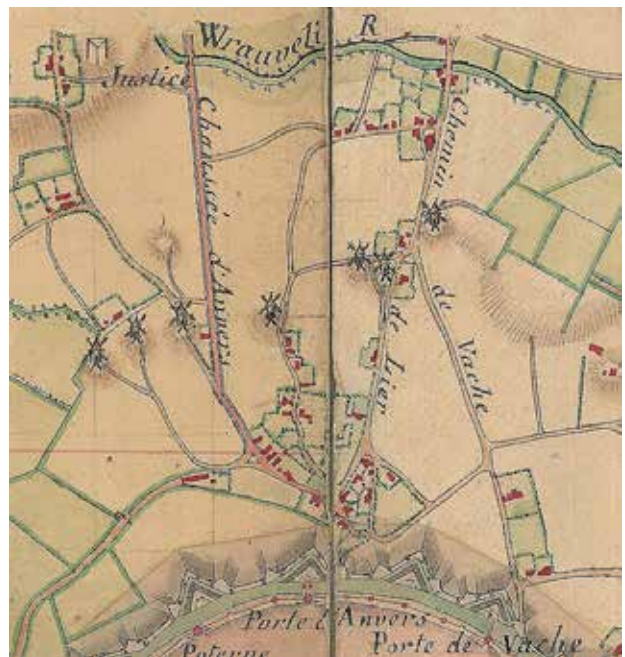 Wrauveli R
Justice
Chaussée d'Anvers
Chemin de Lier
de Vache
Porte d'Anvers
Porte de Vache
Poterne